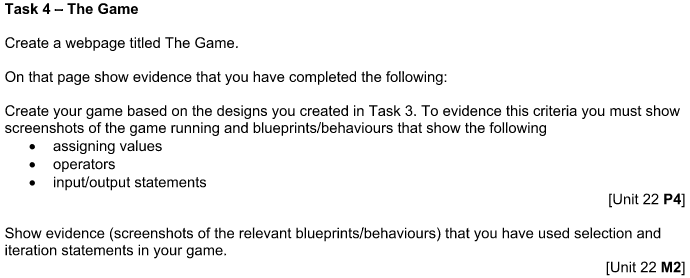 Task 4 – The Game
Create a webpage titled The Game.
On that page show evidence that you have completed the following:
Create your game based on the designs you created in Task 3. To evidence this criteria you must show
screenshots of the game running and blueprints/behaviours that show the following
• assigning values
• operators
• input/output statements
[Unit 22 P4]
Show evidence (screenshots of the relevant blueprints/behaviours) that you have used selection and
iteration statements in your game.
[Unit 22 M2]